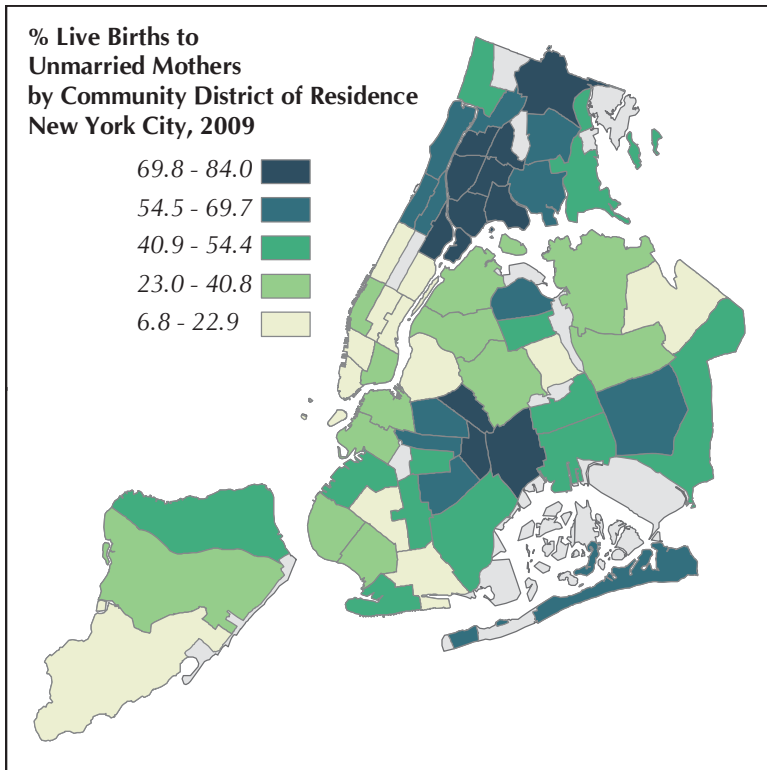 % Live Births to
Unmarried Mothers
by Community District of Residence
New York City, 2009
69.8 - 84.0
54.5 - 69.7
40.9 - 54.4
23.0 - 40.8
6.8 - 22.9